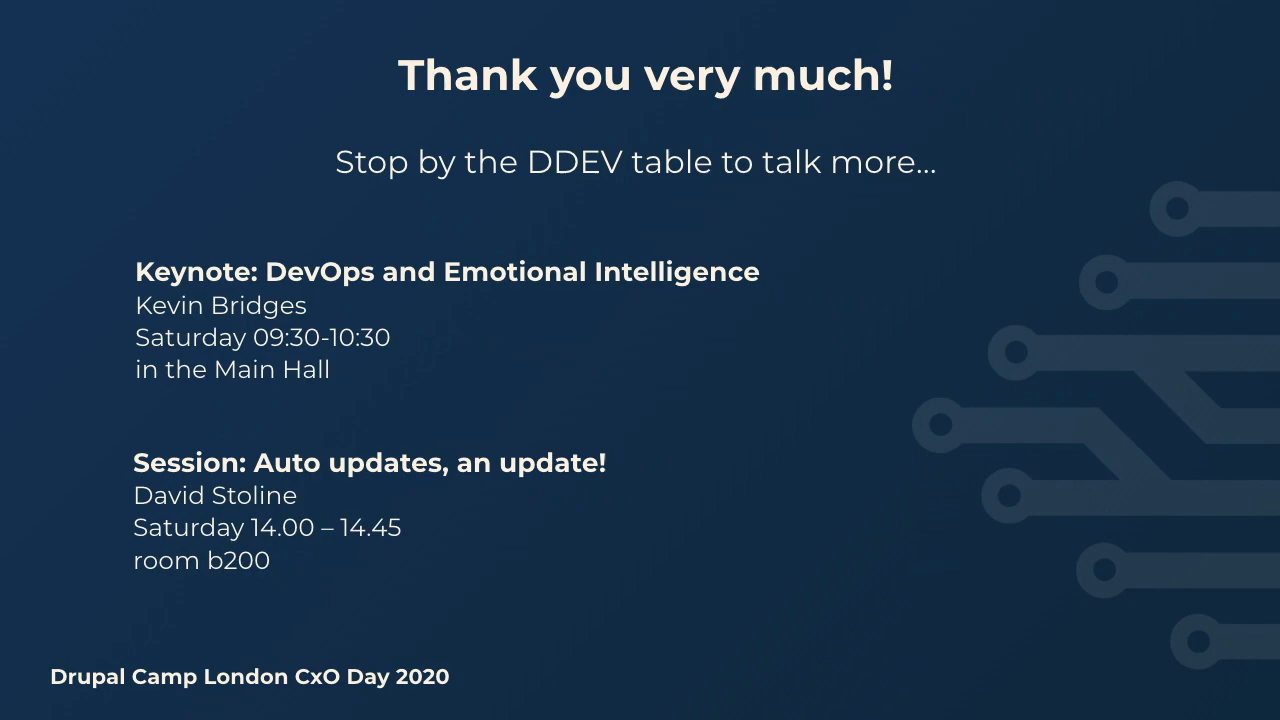 Thank you very much!
Stop by the DDEV table to talk more...
Keynote: DevOps and Emotional Intelligence
Kevin Bridges
Saturday 09:30-10:30
in the Main Hall
Session: Auto updates, an update!
David Stoline
Saturday 14.00 – 14.45
room b200
Drupal Camp London CxO Day 2020